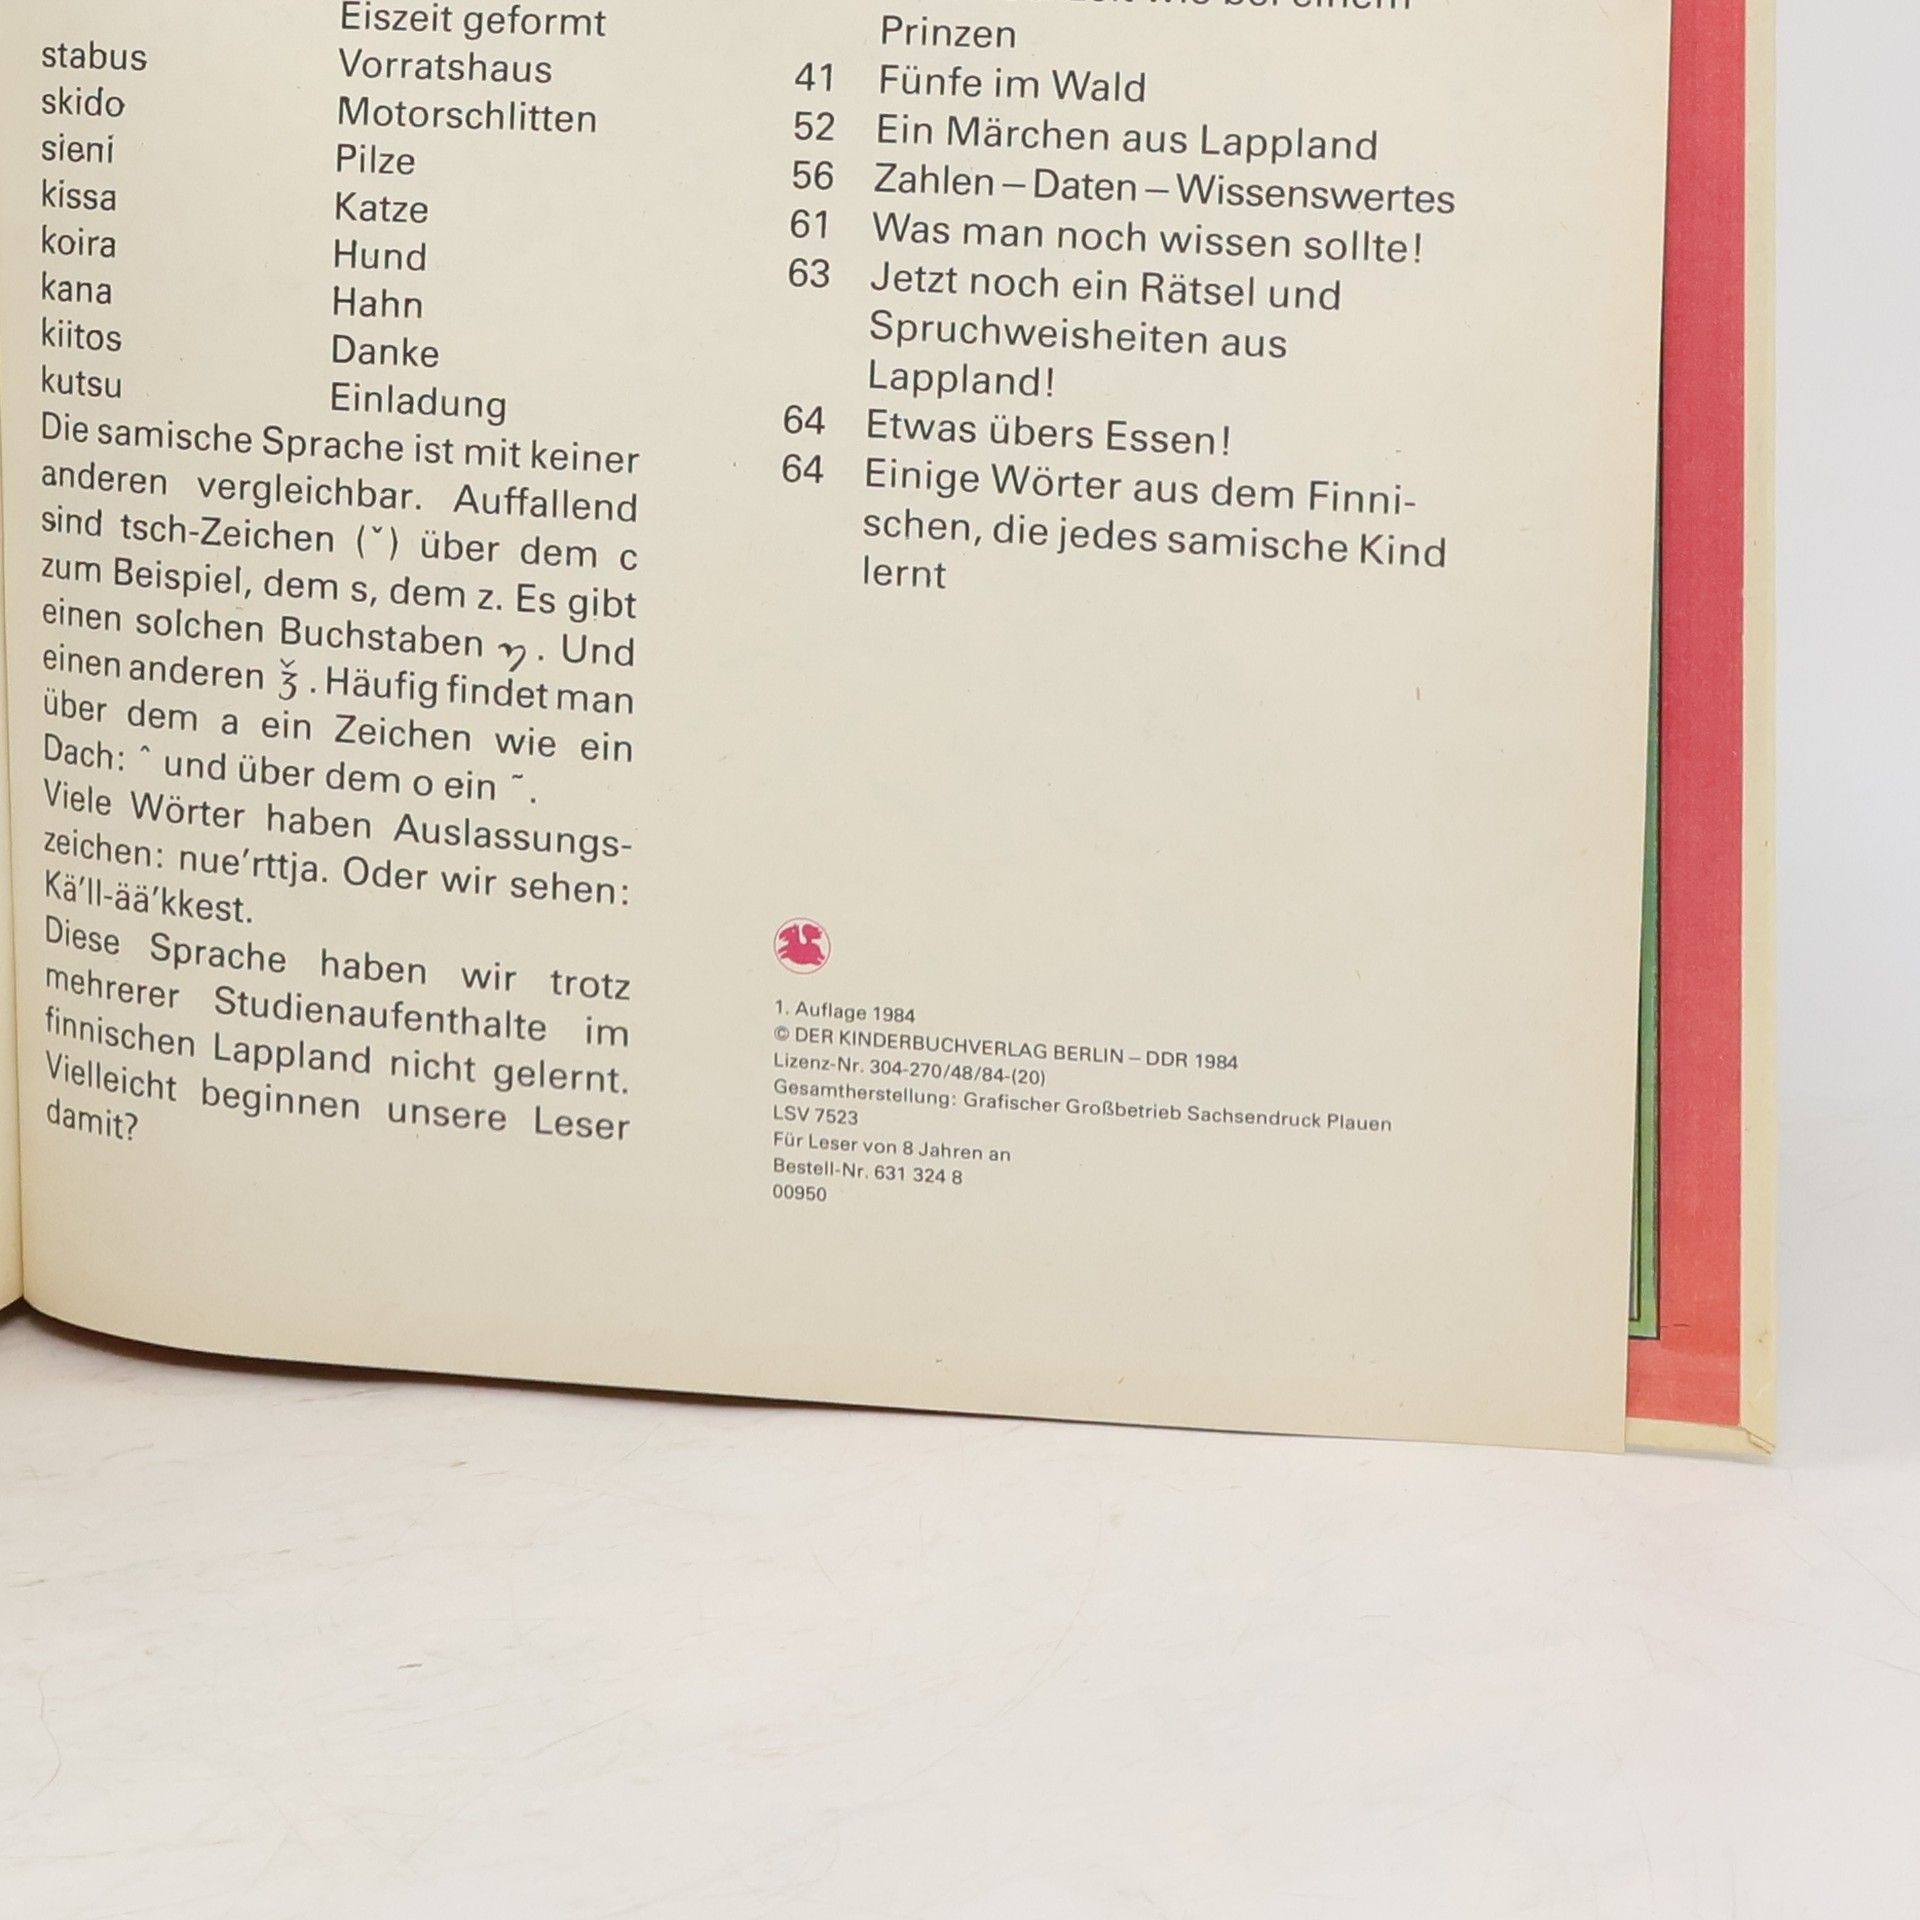 Eiszeit geformt
stabus Vorratshaus
skido Motorschlitten
sieni Pilze
kissa Katze
koira Hund
kana Hahn
kiitos Danke
kutsu Einladung
Die samische Sprache ist mit keiner
anderen vergleichbar. Auffallend
sind tsch-Zeichen (ˇ) über dem c
zum Beispiel, dem s, dem z. Es gibt
einen solchen Buchstaben ŋ. Und
einen anderen ǯ. Häufig findet man
über dem a ein Zeichen wie ein
Dach: ˆ und über dem o ein ˜.
Viele Wörter haben Auslassungs-
zeichen: nue’rttja. Oder wir sehen:
Kä’ll-ää’kkest.
Diese Sprache haben wir trotz
mehrerer Studienaufenthalte im
finnischen Lappland nicht gelernt.
Vielleicht beginnen unsere Leser
damit?
wie bei einem
Prinzen
41 Fünfe im Wald
52 Ein Märchen aus Lappland
56 Zahlen – Daten – Wissenswertes
61 Was man noch wissen sollte!
63 Jetzt noch ein Rätsel und
Spruchweisheiten aus
Lappland!
64 Etwas übers Essen!
64 Einige Wörter aus dem Finni-
schen, die jedes samische Kind
lernt
1. Auflage 1984
© DER KINDERBUCHVERLAG BERLIN – DDR 1984
Lizenz-Nr. 304-270/48/84-(20)
Gesamtherstellung: Grafischer Großbetrieb Sachsendruck Plauen
LSV 7523
Für Leser von 8 Jahren an
Bestell-Nr. 631 324 8
00950